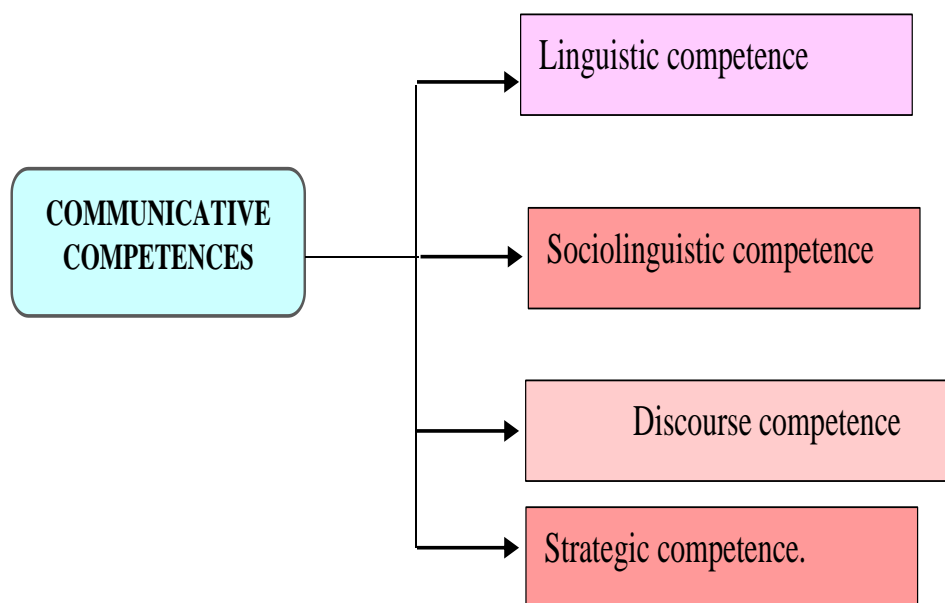 Linguistic competence
COMMUNICATIVE
COMPETENCES
Sociolinguistic competence
Discourse competence
Strategic competence.